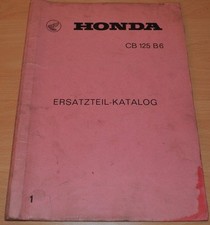 HONDA
CB 125 B6
ERSATZTEIL-KATALOG
1